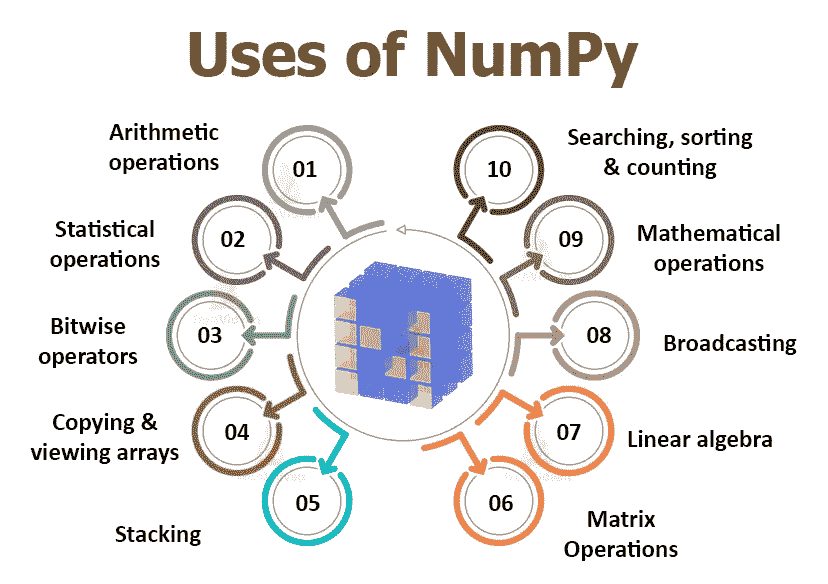 Uses of NumPy
Arithmetic
operations
01
Statistical
operations
02
Bitwise
operators
03
Copying &
viewing arrays
04
Stacking
05
06
Matrix
Operations
07
Linear algebra
08
Broadcasting
09
Mathematical
operations
10
Searching, sorting
& counting